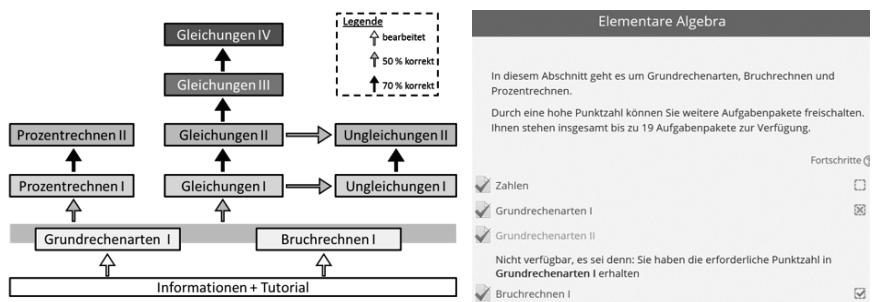 Legende
bearbeitet
50 % korrekt
70 % korrekt
Gleichungen IV
Gleichungen III
Prozentrechnen II
Gleichungen II
Ungleichungen II
Prozentrechnen I
Gleichungen I
Ungleichungen I
Grundrechenarten I
Bruchrechnen I
Informationen + Tutorial
Elementare Algebra
In diesem Abschnitt geht es um Grundrechenarten, Bruchrechnen und
Prozentrechnen.
Durch eine hohe Punktzahl können Sie weitere Aufgabenpakete freischalten.
Ihnen stehen insgesamt bis zu 19 Aufgabenpakete zur Verfügung.
Fortschritte
Zahlen
Grundrechenarten I
Grundrechenarten II
Nicht verfügbar, es sei denn: Sie haben die erforderliche Punktzahl in
Grundrechenarten I erhalten
Bruchrechnen I